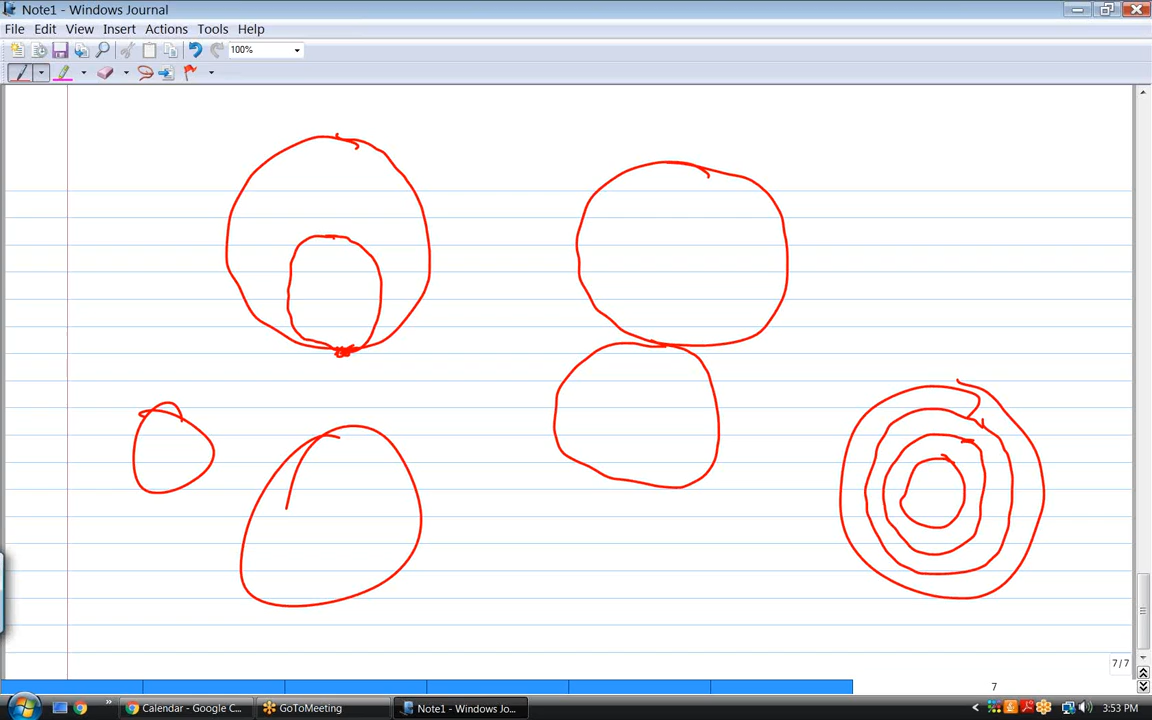 Note1 - Windows Journal
File Edit View Insert Actions Tools Help
100%
7/7
7
Calendar - Google C...
GoToMeeting
Note1 - Windows Jo...
3:53 PM